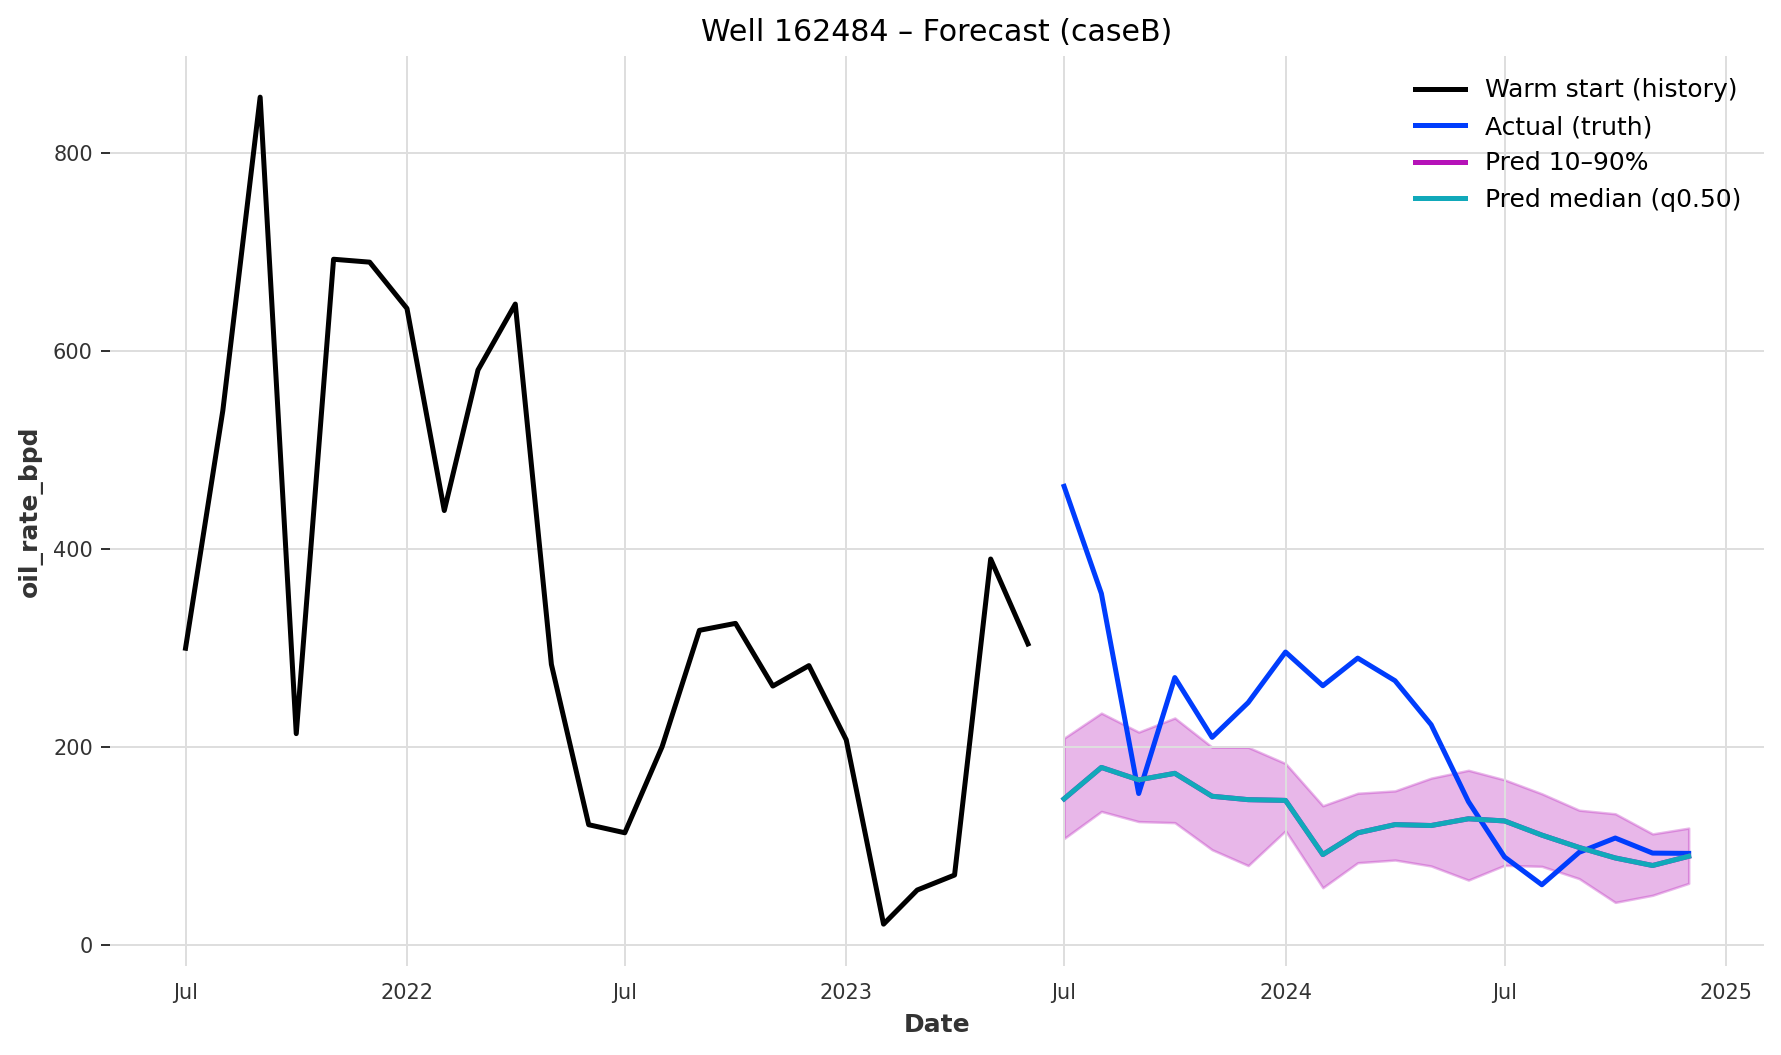 Well 162484 – Forecast (caseB)
Warm start (history)
Actual (truth)
Pred 10–90%
Pred median (q0.50)
oil_rate_bpd
800
600
400
200
0
Jul
2022
Jul
2023
Jul
2024
Jul
2025
Date